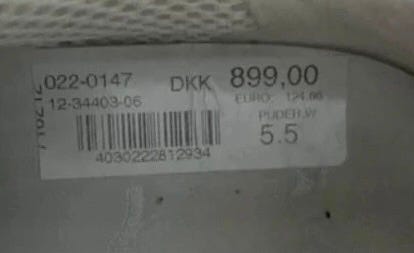 022-0147 DKK 899,00
12-34403-06 EURO: 124.66
PUDER.W
5.5
4030222812934